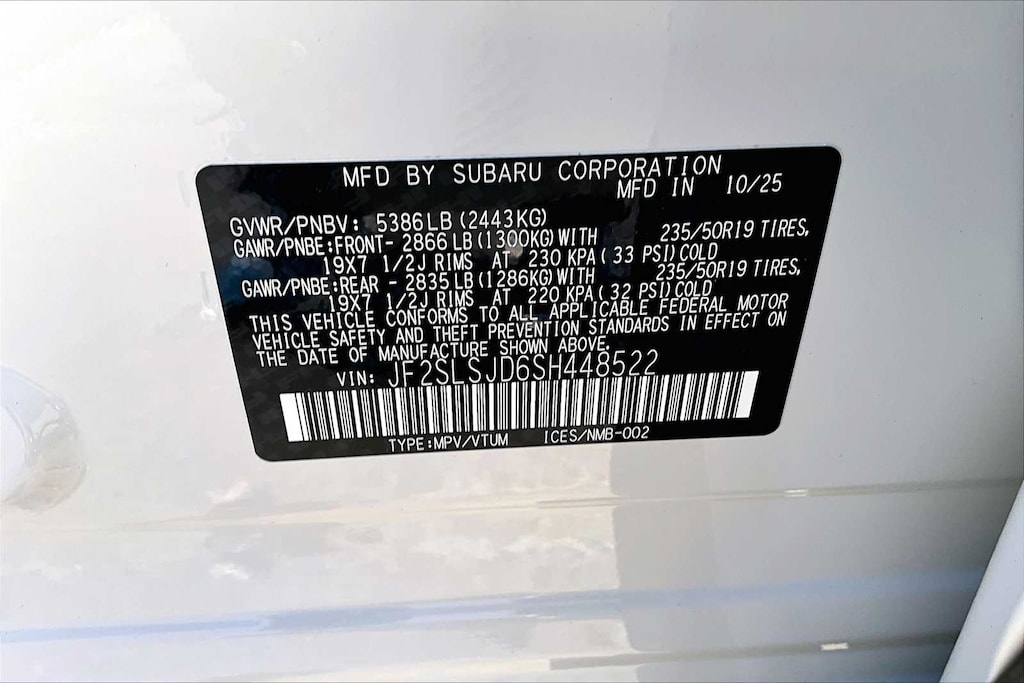 MFD BY SUBARU CORPORATION
MFD IN 10/25
GVWR/PNBV: 5386LB (2443KG)
GAWR/PNBE:FRONT- 2866 LB (1300KG) WITH 235/50R19 TIRES,
19X7 1/2J RIMS AT 230 KPA ( 33 PSI) COLD
GAWR/PNBE:REAR - 2835 LB (1286KG) WITH 235/50R19 TIRES,
19X7 1/2J RIMS AT 220 KPA ( 32 PSI) COLD
THIS VEHICLE CONFORMS TO ALL APPLICABLE FEDERAL MOTOR
VEHICLE SAFETY AND THEFT PREVENTION STANDARDS IN EFFECT ON
THE DATE OF MANUFACTURE SHOWN ABOVE.
VIN: JF2SLSJD6SH448522
TYPE:MPV/VTUM ICES/NMB-002